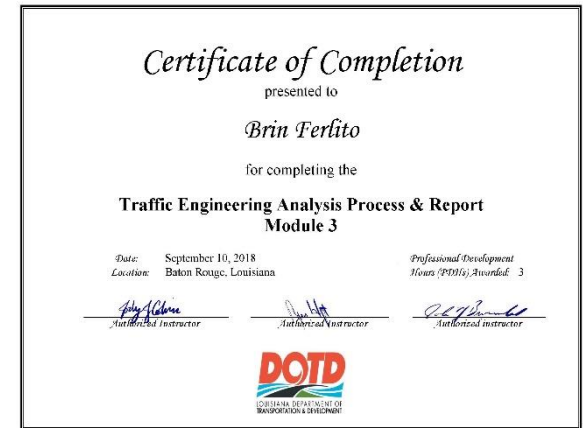 Certificate of Completion
presented to
Brin Ferlito
for completing the
Traffic Engineering Analysis Process & Report
Module 3
Date: September 10, 2018
Location: Baton Rouge, Louisiana
Professional Development
Hours (PDHs) Awarded: 3
Authorized Instructor
Authorized Instructor
Authorized instructor
DOTD
LOUISIANA DEPARTMENT OF
TRANSPORTATION & DEVELOPMENT